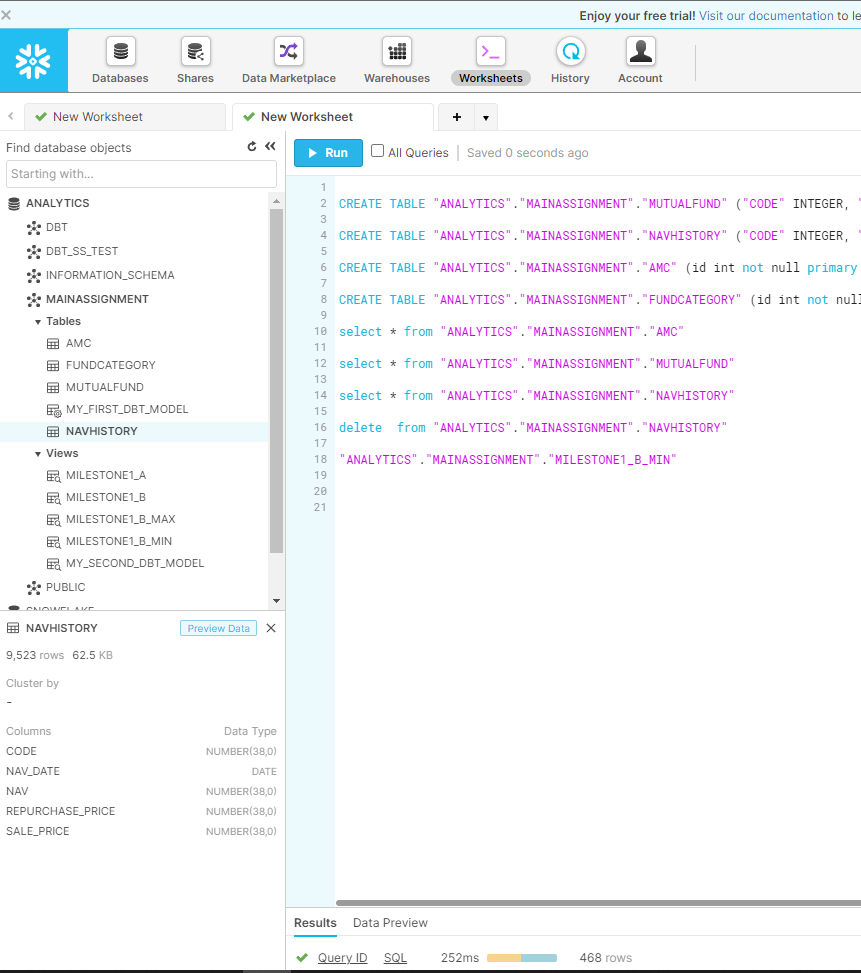 Enjoy your free trial! Visit our documentation to le
Databases
Shares
Data Marketplace
Warehouses
Worksheets
History
Account
New Worksheet
New Worksheet
Find database objects
Starting with...
ANALYTICS
DBT
DBT_SS_TEST
INFORMATION_SCHEMA
MAINASSIGNMENT
Tables
AMC
FUNDCATEGORY
MUTUALFUND
MY_FIRST_DBT_MODEL
NAVHISTORY
Views
MILESTONE1_A
MILESTONE1_B
MILESTONE1_B_MAX
MILESTONE1_B_MIN
MY_SECOND_DBT_MODEL
PUBLIC
SNOWFLAKE
NAVHISTORY Preview Data
9,523 rows 62.5 KB
Cluster by
-
Columns Data Type
CODE NUMBER(38,0)
NAV_DATE DATE
NAV NUMBER(38,0)
REPURCHASE_PRICE NUMBER(38,0)
SALE_PRICE NUMBER(38,0)
Run All Queries Saved 0 seconds ago
1
2 CREATE TABLE "ANALYTICS"."MAINASSIGNMENT"."MUTUALFUND" ("CODE" INTEGER, "
3
4 CREATE TABLE "ANALYTICS"."MAINASSIGNMENT"."NAVHISTORY" ("CODE" INTEGER, "
5
6 CREATE TABLE "ANALYTICS"."MAINASSIGNMENT"."AMC" (id int not null primary
7
8 CREATE TABLE "ANALYTICS"."MAINASSIGNMENT"."FUNDCATEGORY" (id int not null
9
10 select * from "ANALYTICS"."MAINASSIGNMENT"."AMC"
11
12 select * from "ANALYTICS"."MAINASSIGNMENT"."MUTUALFUND"
13
14 select * from "ANALYTICS"."MAINASSIGNMENT"."NAVHISTORY"
15
16 delete  from "ANALYTICS"."MAINASSIGNMENT"."NAVHISTORY"
17
18 "ANALYTICS"."MAINASSIGNMENT"."MILESTONE1_B_MIN"
19
20
21
Results Data Preview
Query ID SQL 252ms 468 rows